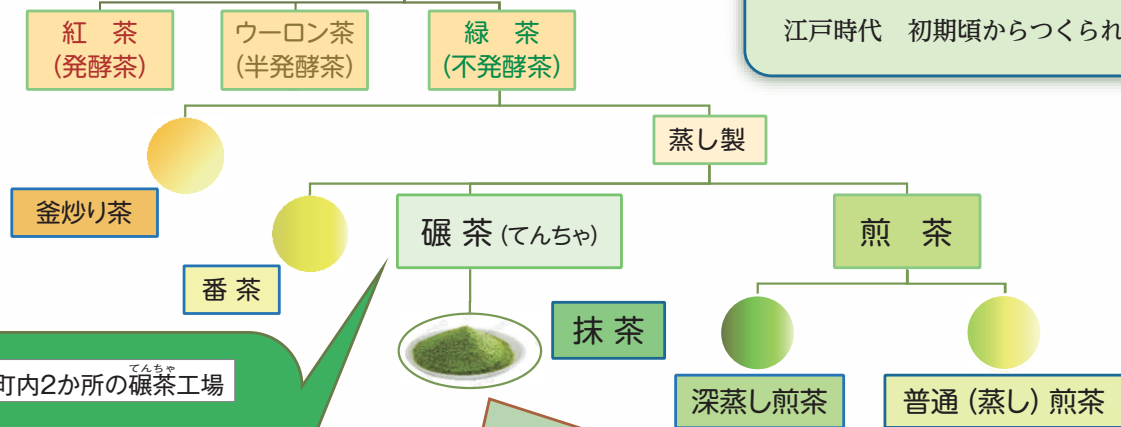 江戸時代　初期頃からつくられ
紅　茶
(発酵茶)
ウーロン茶
(半発酵茶)
緑　茶
(不発酵茶)
蒸し製
釜炒り茶
番 茶
碾 茶 (てんちゃ)
煎　茶
抹 茶
てんちゃ
町内2か所の碾茶工場
深蒸し煎茶
普通 (蒸し) 煎茶